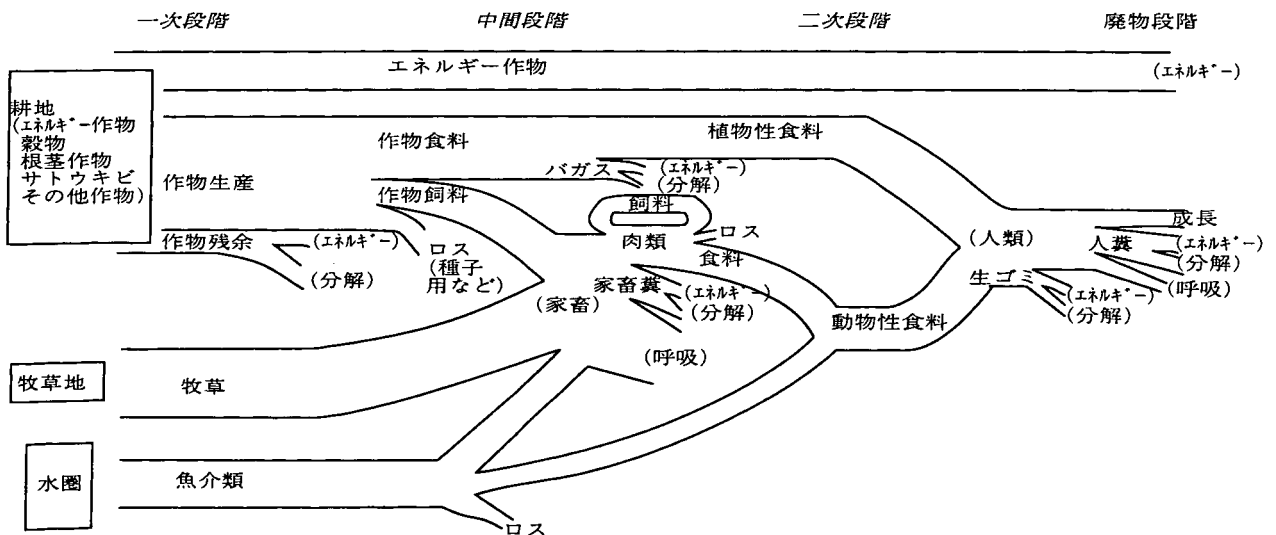 一次段階
中間段階
二次段階
廃物段階
エネルギー作物
(エネルギー)
耕地
(エネルギー作物
穀物
根茎作物
サトウキビ
その他作物)
作物生産
作物食料
植物性食料
バガス
(エネルギー)
(分解)
作物飼料
飼料
肉類
ロス
食料
作物残余
(エネルギー)
(分解)
ロス
(種子
用など)
(家畜)
家畜糞
(エネルギー)
(分解)
(呼吸)
動物性食料
(人類)
生ゴミ
(エネルギー)
(分解)
成長
人糞
(エネルギー)
(分解)
(呼吸)
牧草地
牧草
水圏
魚介類
ロス